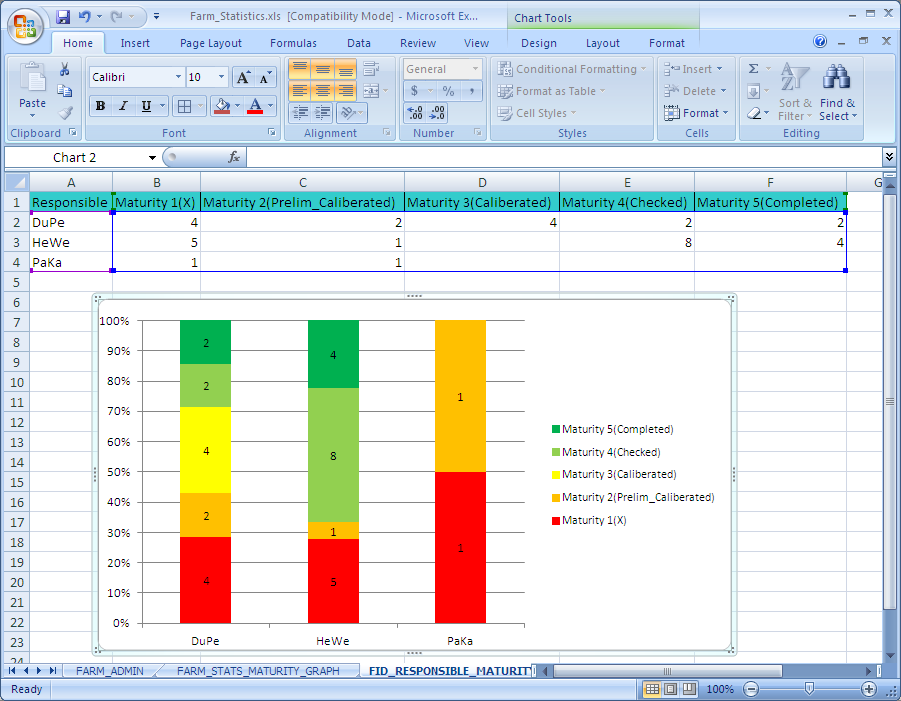 Farm_Statistics.xls [Compatibility Mode] - Microsoft Ex... Chart Tools
Home Insert Page Layout Formulas Data Review View Design Layout Format
Calibri 10 A A General Conditional Formatting Insert Σ
Paste B I U A $ % , Format as Table Delete Sort & Find &
.00 .00 Cell Styles Format Filter Select
Clipboard Font Alignment Number Styles Cells Editing
Chart 2 fx
A B C D E F G
1 Responsible Maturity 1(X) Maturity 2(Prelim_Caliberated) Maturity 3(Caliberated) Maturity 4(Checked) Maturity 5(Completed)
2 DuPe 4 2 4 2 2
3 HeWe 5 1 8 4
4 PaKa 1 1
5
6
7 100%
8 90% 2 4
9
10 80% 2
11 70% 1
12 60% Maturity 5(Completed)
13 4 8 Maturity 4(Checked)
14 50% Maturity 3(Caliberated)
15
16 40% Maturity 2(Prelim_Caliberated)
17 2 Maturity 1(X)
18 30% 1
19 20% 1
20 4 5
21 10%
22 0%
23 DuPe HeWe PaKa
24
FARM_ADMIN FARM_STATS_MATURITY_GRAPH FID_RESPONSIBLE_MATURIT
Ready 100%